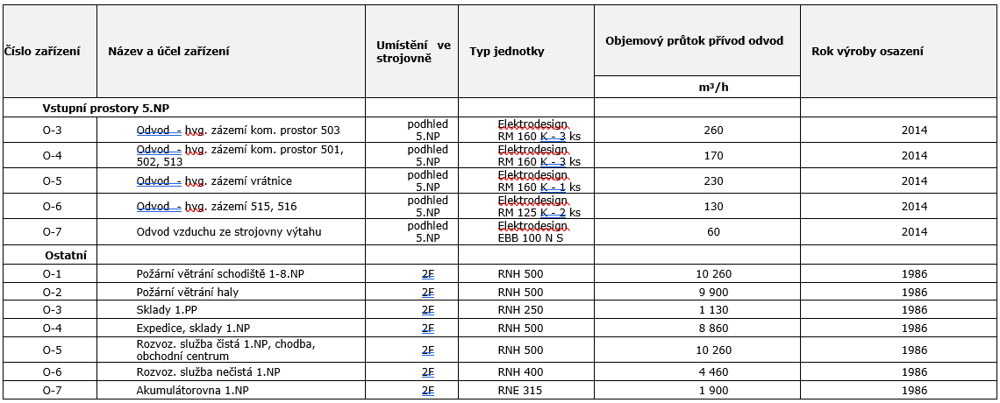 Číslo zařízení Název a účel zařízení Umístění ve strojovně Typ jednotky Objemový průtok přívod odvod Rok výroby osazení
m³/h
Vstupní prostory 5.NP
O-3 Odvod - hyg. zázemí kom. prostor 503 podhled 5.NP Elektrodesign RM 160 K - 3 ks 260 2014
O-4 Odvod - hyg. zázemí kom. prostor 501, 502, 513 podhled 5.NP Elektrodesign RM 160 K - 3 ks 170 2014
O-5 Odvod - hyg. zázemí vrátnice podhled 5.NP Elektrodesign RM 160 K - 1 ks 230 2014
O-6 Odvod - hyg. zázemí 515, 516 podhled 5.NP Elektrodesign RM 125 K - 2 ks 130 2014
O-7 Odvod vzduchu ze strojovny výtahu podhled 5.NP Elektrodesign EBB 100 N S 60 2014
Ostatní
O-1 Požární větrání schodiště 1-8.NP 2F RNH 500 10 260 1986
O-2 Požární větrání haly 2F RNH 500 9 900 1986
O-3 Sklady 1.PP 2F RNH 250 1 130 1986
O-4 Expedice, sklady 1.NP 2F RNH 500 8 860 1986
O-5 Rozvoz. služba čistá 1.NP, chodba, obchodní centrum 2F RNH 500 10 260 1986
O-6 Rozvoz. služba nečistá 1.NP 2F RNH 400 4 460 1986
O-7 Akumulátorovna 1.NP 2F RNE 315 1 900 1986